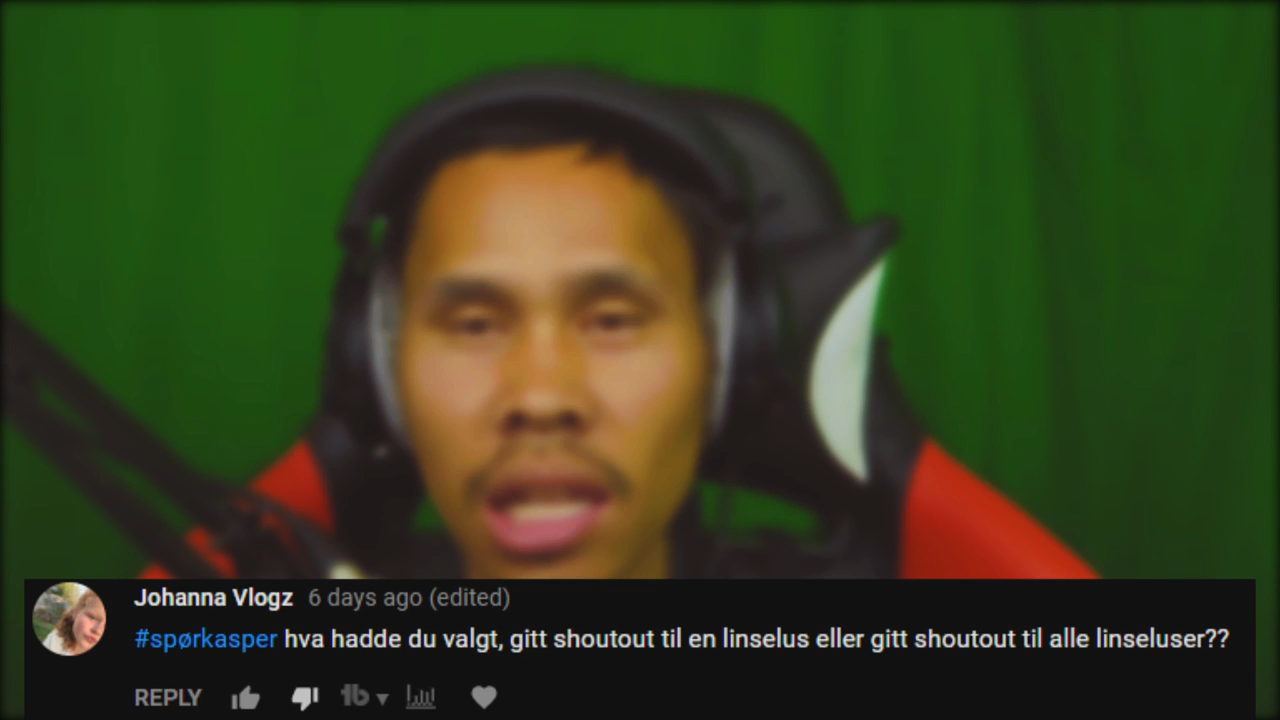 Johanna Vlogz 6 days ago (edited)
#spørkasper hva hadde du valgt, gitt shoutout til en linselus eller gitt shoutout til alle linseluser??
REPLY tb